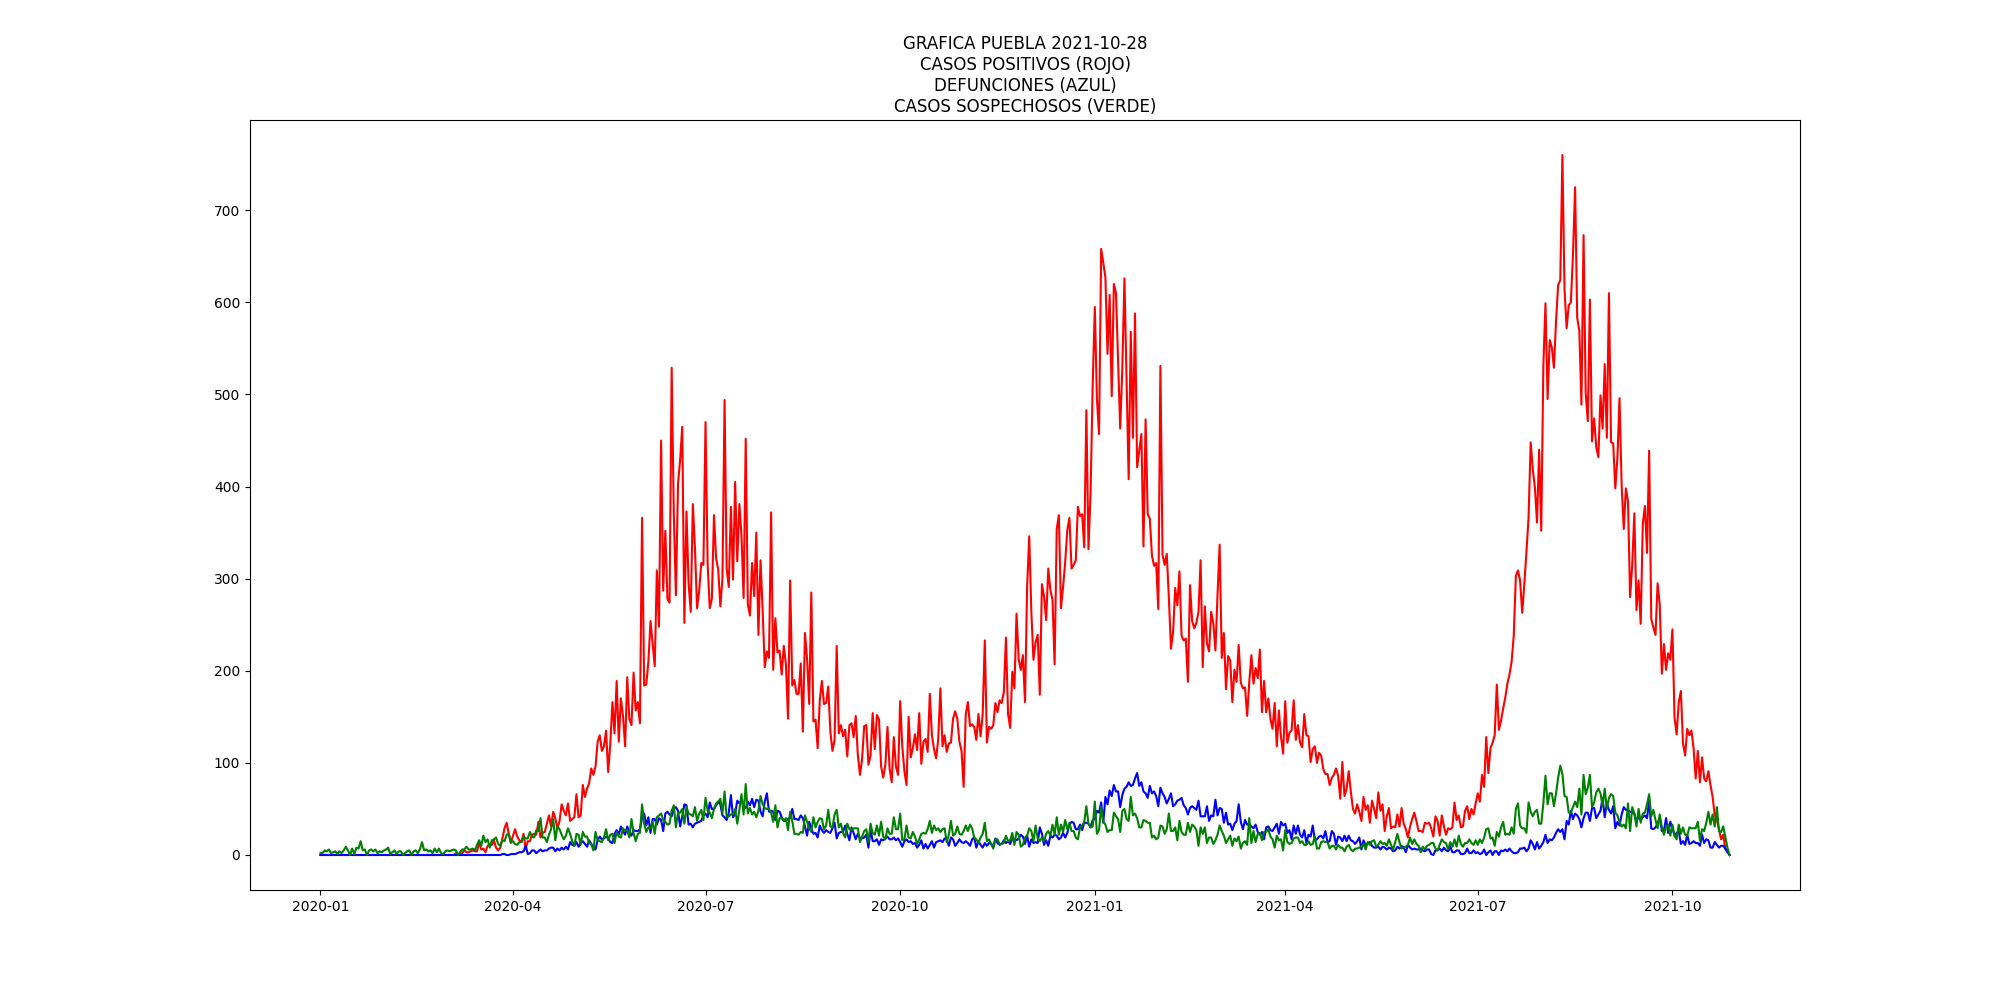 GRAFICA PUEBLA 2021-10-28
CASOS POSITIVOS (ROJO)
DEFUNCIONES (AZUL)
CASOS SOSPECHOSOS (VERDE)
700
600
500
400
300
200
100
0
2020-01 2020-04 2020-07 2020-10 2021-01 2021-04 2021-07 2021-10